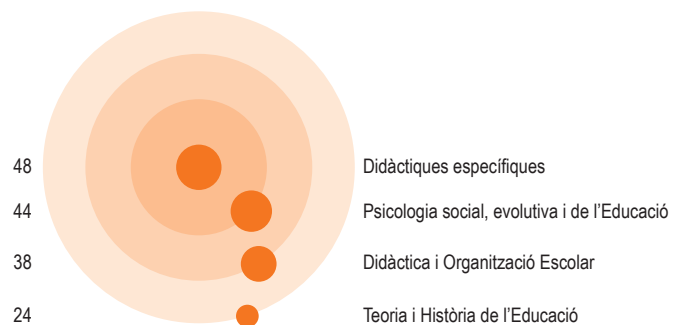 48 Didàctiques específiques
44 Psicologia social, evolutiva i de l’Educació
38 Didàctica i Organització Escolar
24 Teoria i Història de l’Educació